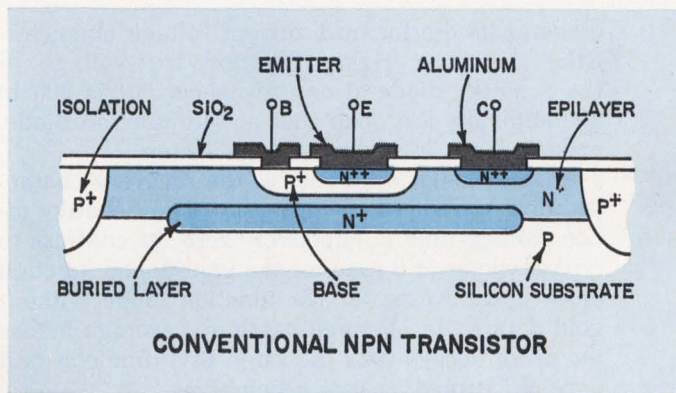 EMITTER ALUMINUM
ISOLATION SIO₂ B E C EPILAYER
P+ P+ N++ N++ N P+
N+ P
BURIED LAYER BASE SILICON SUBSTRATE
CONVENTIONAL NPN TRANSISTOR